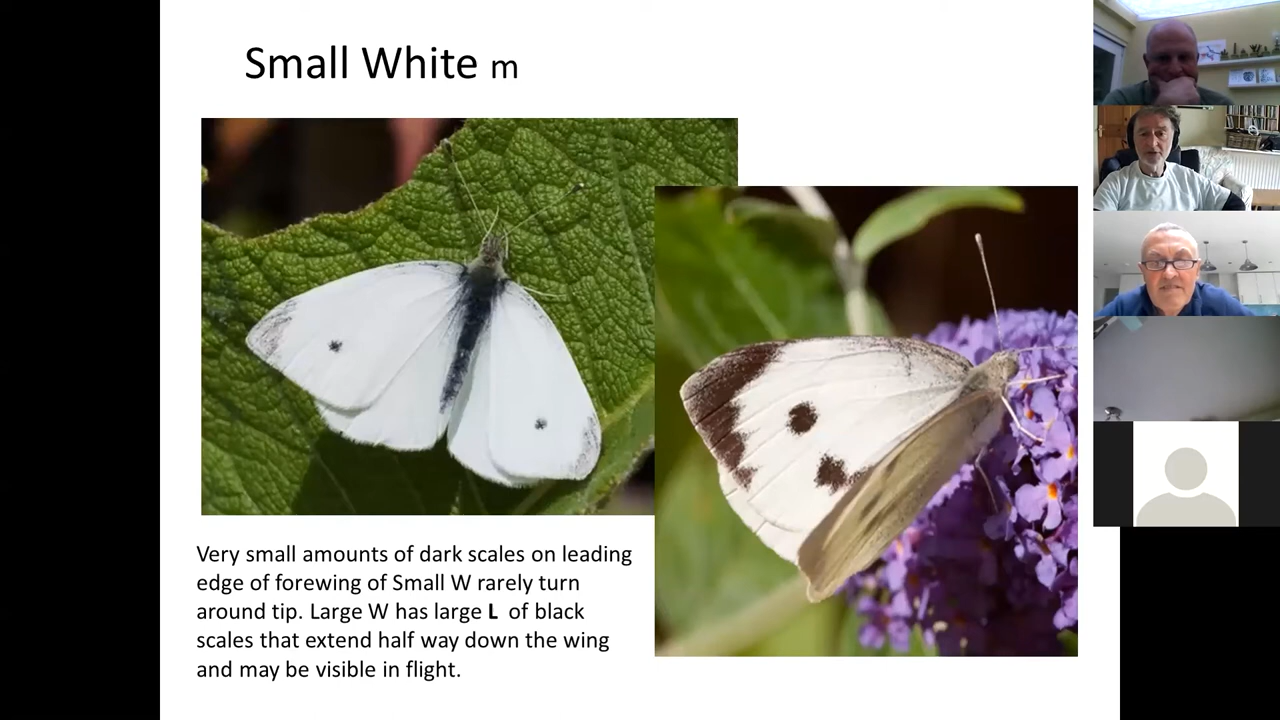 Small White m
Very small amounts of dark scales on leading
edge of forewing of Small W rarely turn
around tip. Large W has large L of black
scales that extend half way down the wing
and may be visible in flight.